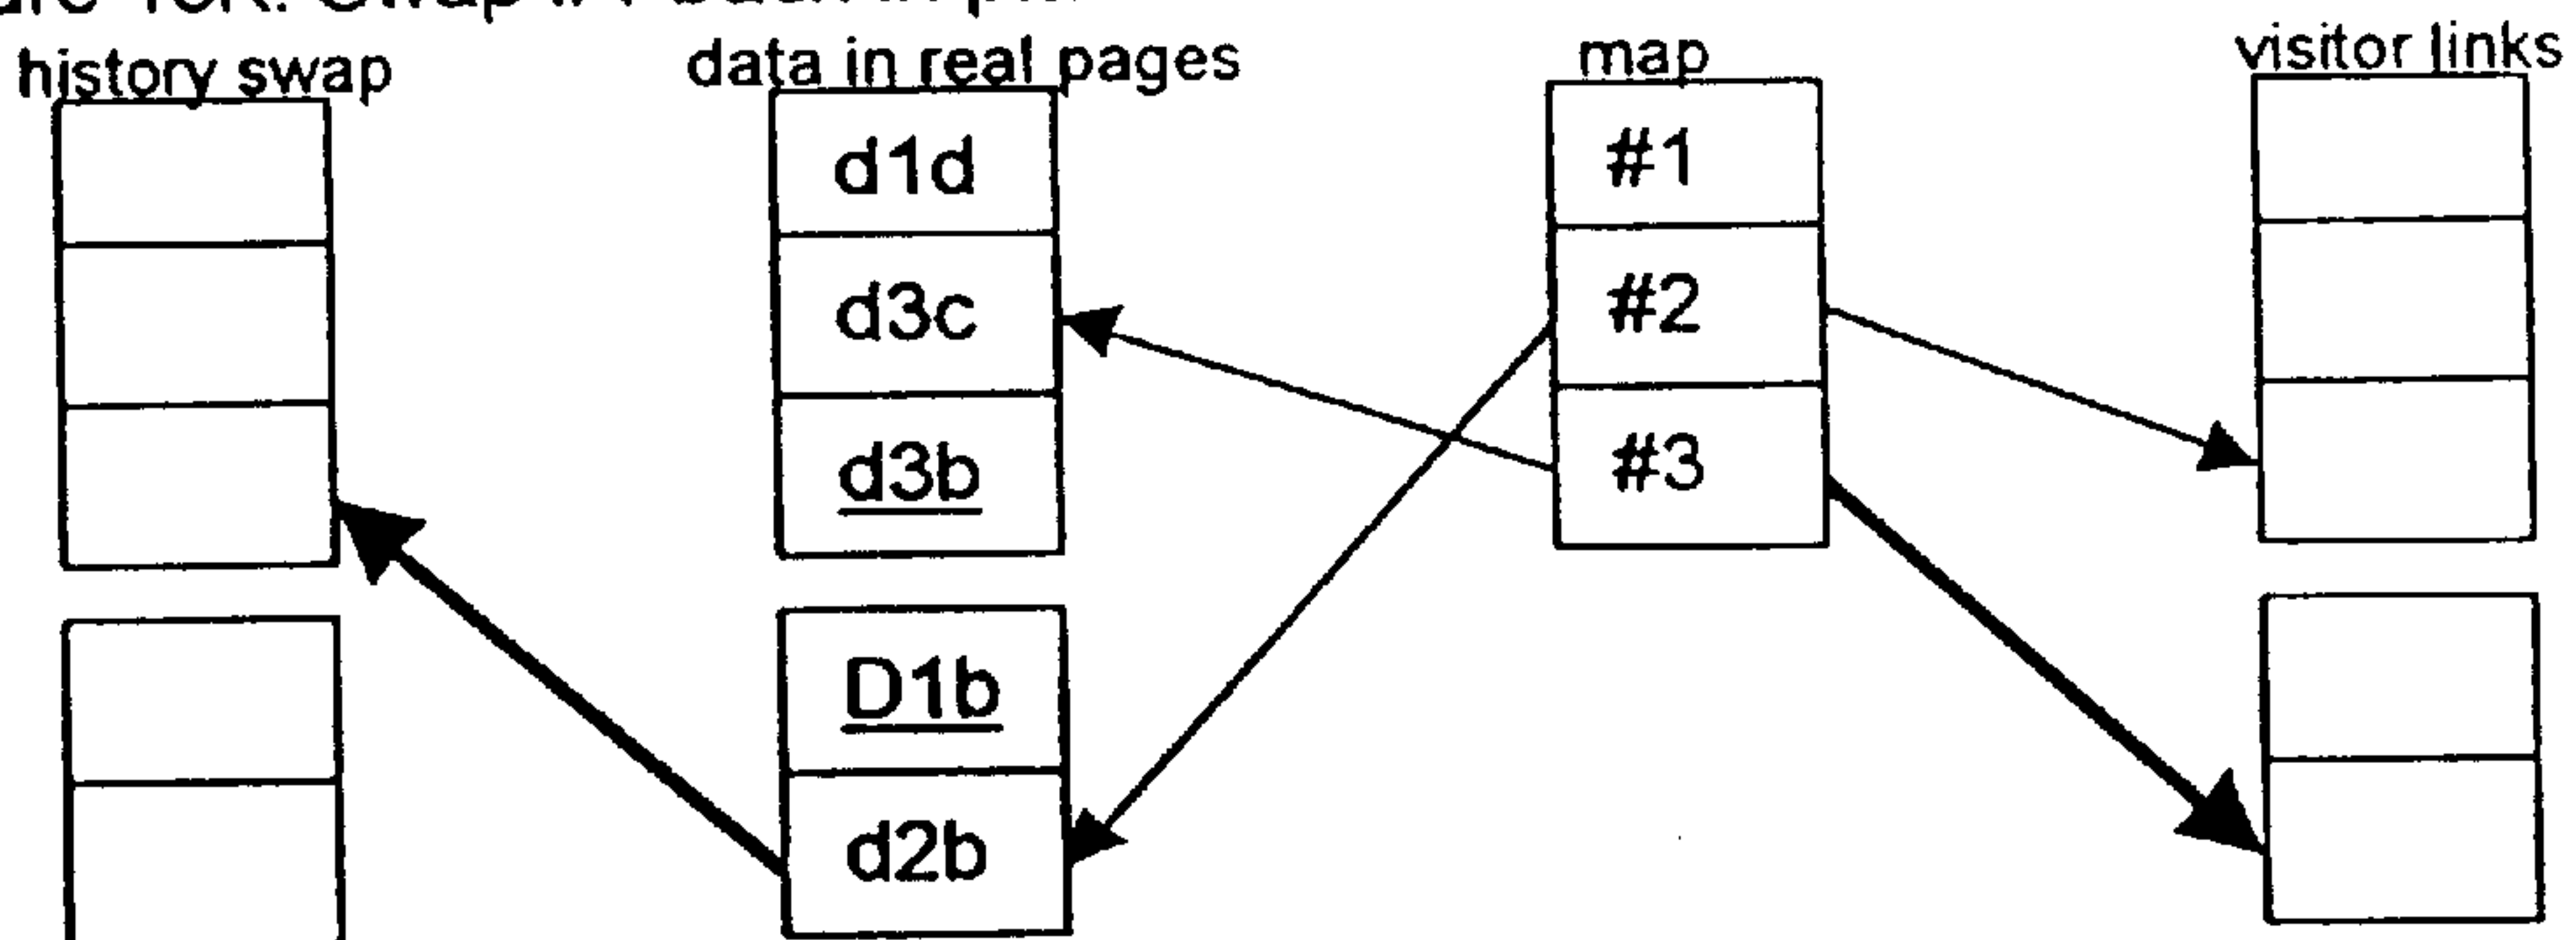 history swap
data in real pages
map
visitor links
d1d
#1
d3c
#2
d3b
#3
D1b
d2b